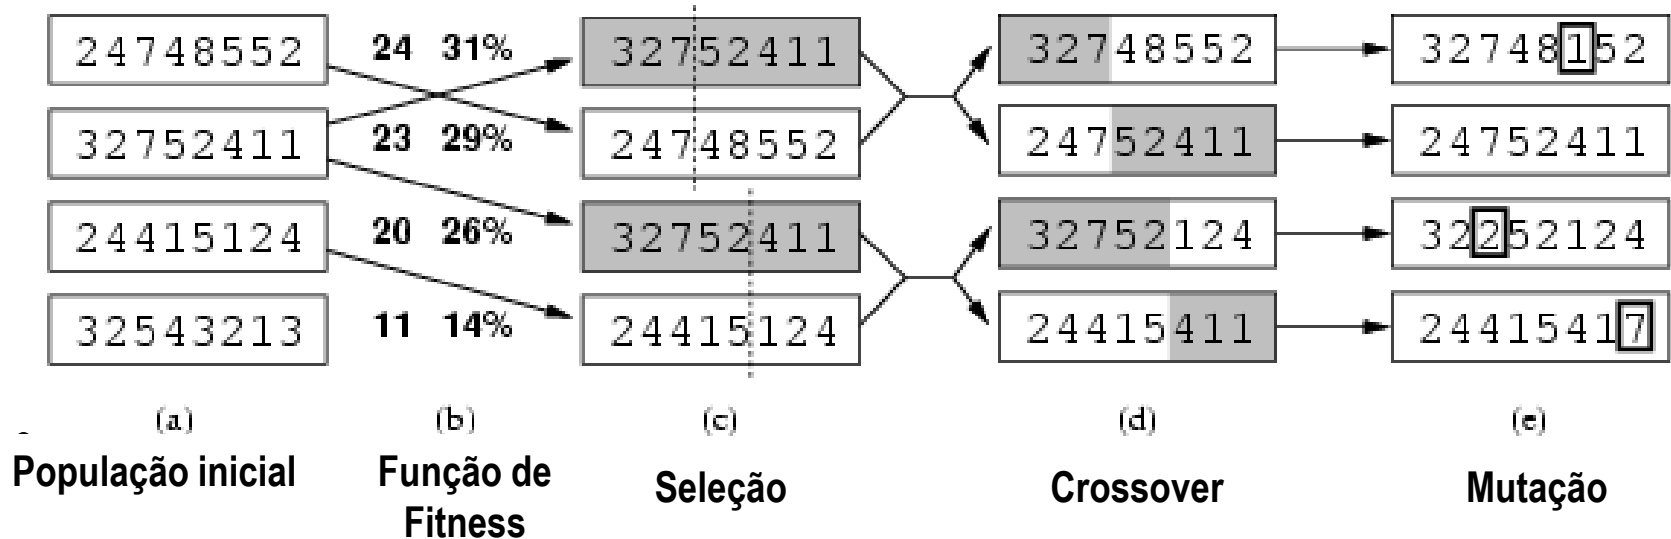 24748552 24 31% 32752411 32748552 32748152
32752411 23 29% 24748552 24752411 24752411
24415124 20 26% 32752411 32752124 32252124
32543213 11 14% 24415124 24415411 24415417
(a) (b) (c) (d) (e)
População inicial Função de Fitness Seleção Crossover Mutação